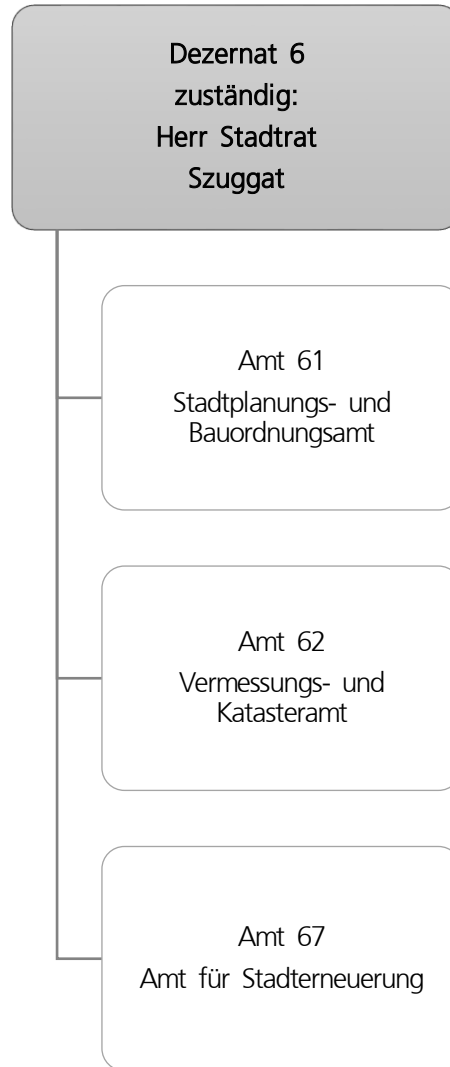 Dezernat 6
zuständig:
Herr Stadtrat
Szuggat
Amt 61
Stadtplanungs- und
Bauordnungsamt
Amt 62
Vermessungs- und
Katasteramt
Amt 67
Amt für Stadterneuerung